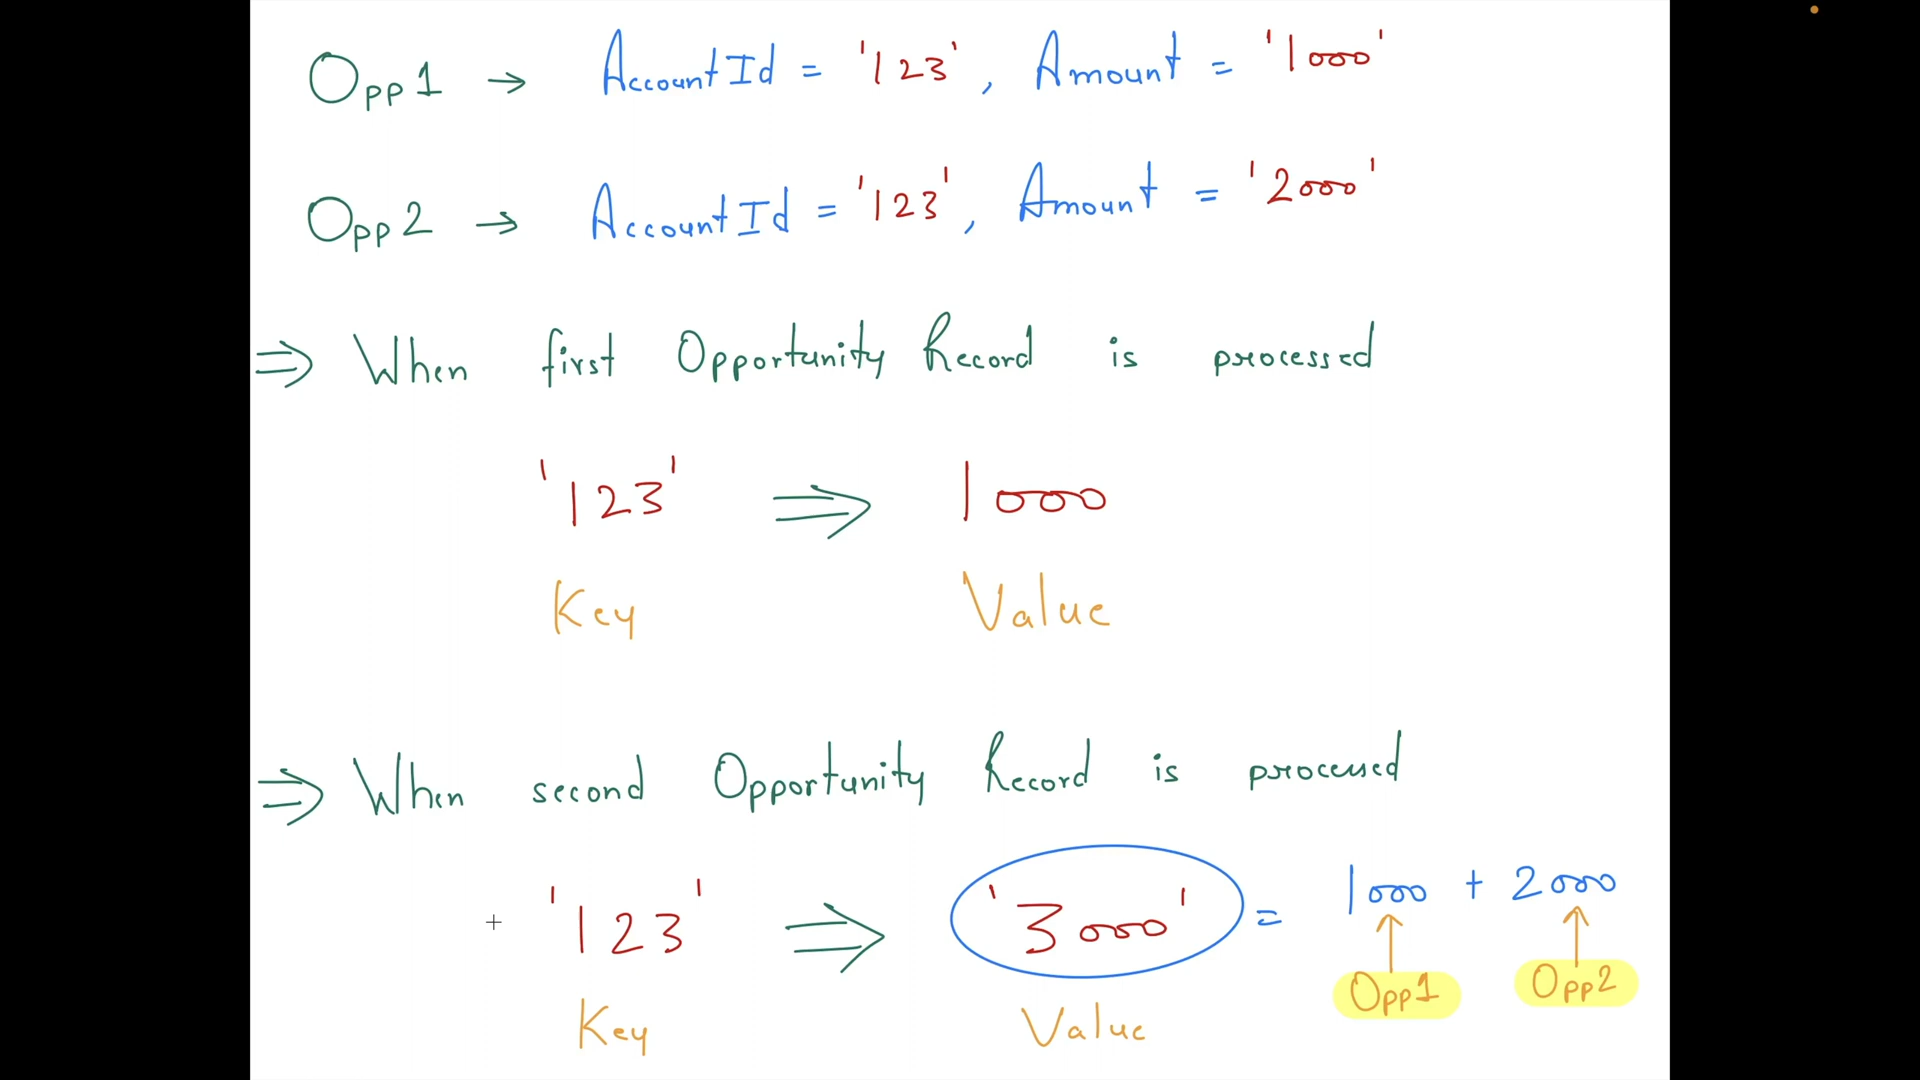 Opp1 → AccountId = '123', Amount = '1000'
Opp2 → AccountId = '123', Amount = '2000'
⇒ When first Opportunity Record is processed
'123' ⇒ 1000
Key Value
⇒ When second Opportunity Record is processed
'123' ⇒ '3000' = 1000 + 2000
Opp1 Opp2
Key Value